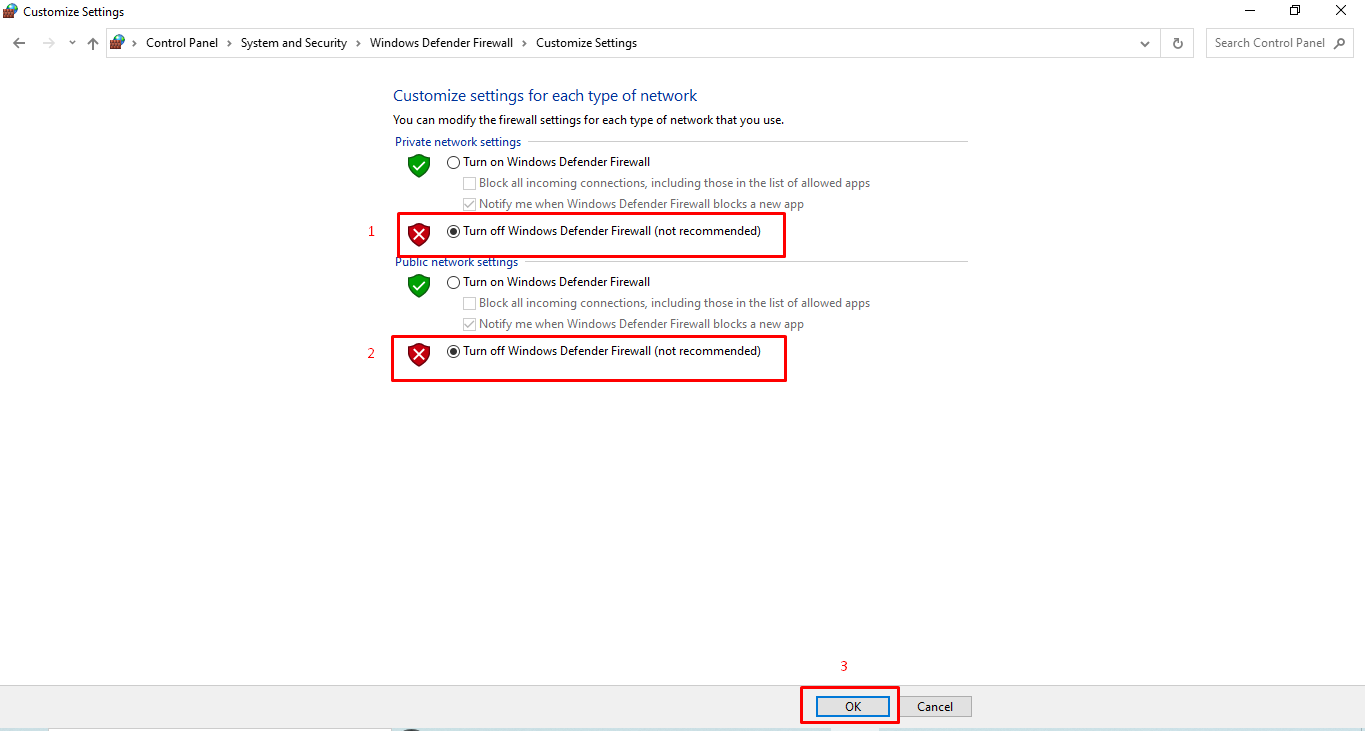 Customize Settings
Control Panel > System and Security > Windows Defender Firewall > Customize Settings
Search Control Panel
Customize settings for each type of network
You can modify the firewall settings for each type of network that you use.
Private network settings
Turn on Windows Defender Firewall
Block all incoming connections, including those in the list of allowed apps
Notify me when Windows Defender Firewall blocks a new app
1 Turn off Windows Defender Firewall (not recommended)
Public network settings
Turn on Windows Defender Firewall
Block all incoming connections, including those in the list of allowed apps
Notify me when Windows Defender Firewall blocks a new app
2 Turn off Windows Defender Firewall (not recommended)
3
OK Cancel